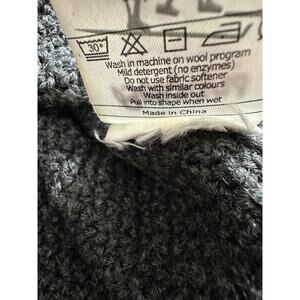 30°
Wash in machine on wool program
Mild detergent (no enzymes)
Do not use fabric softener
Wash with similar colours
Wash inside out
Pull into shape when wet
Made in China